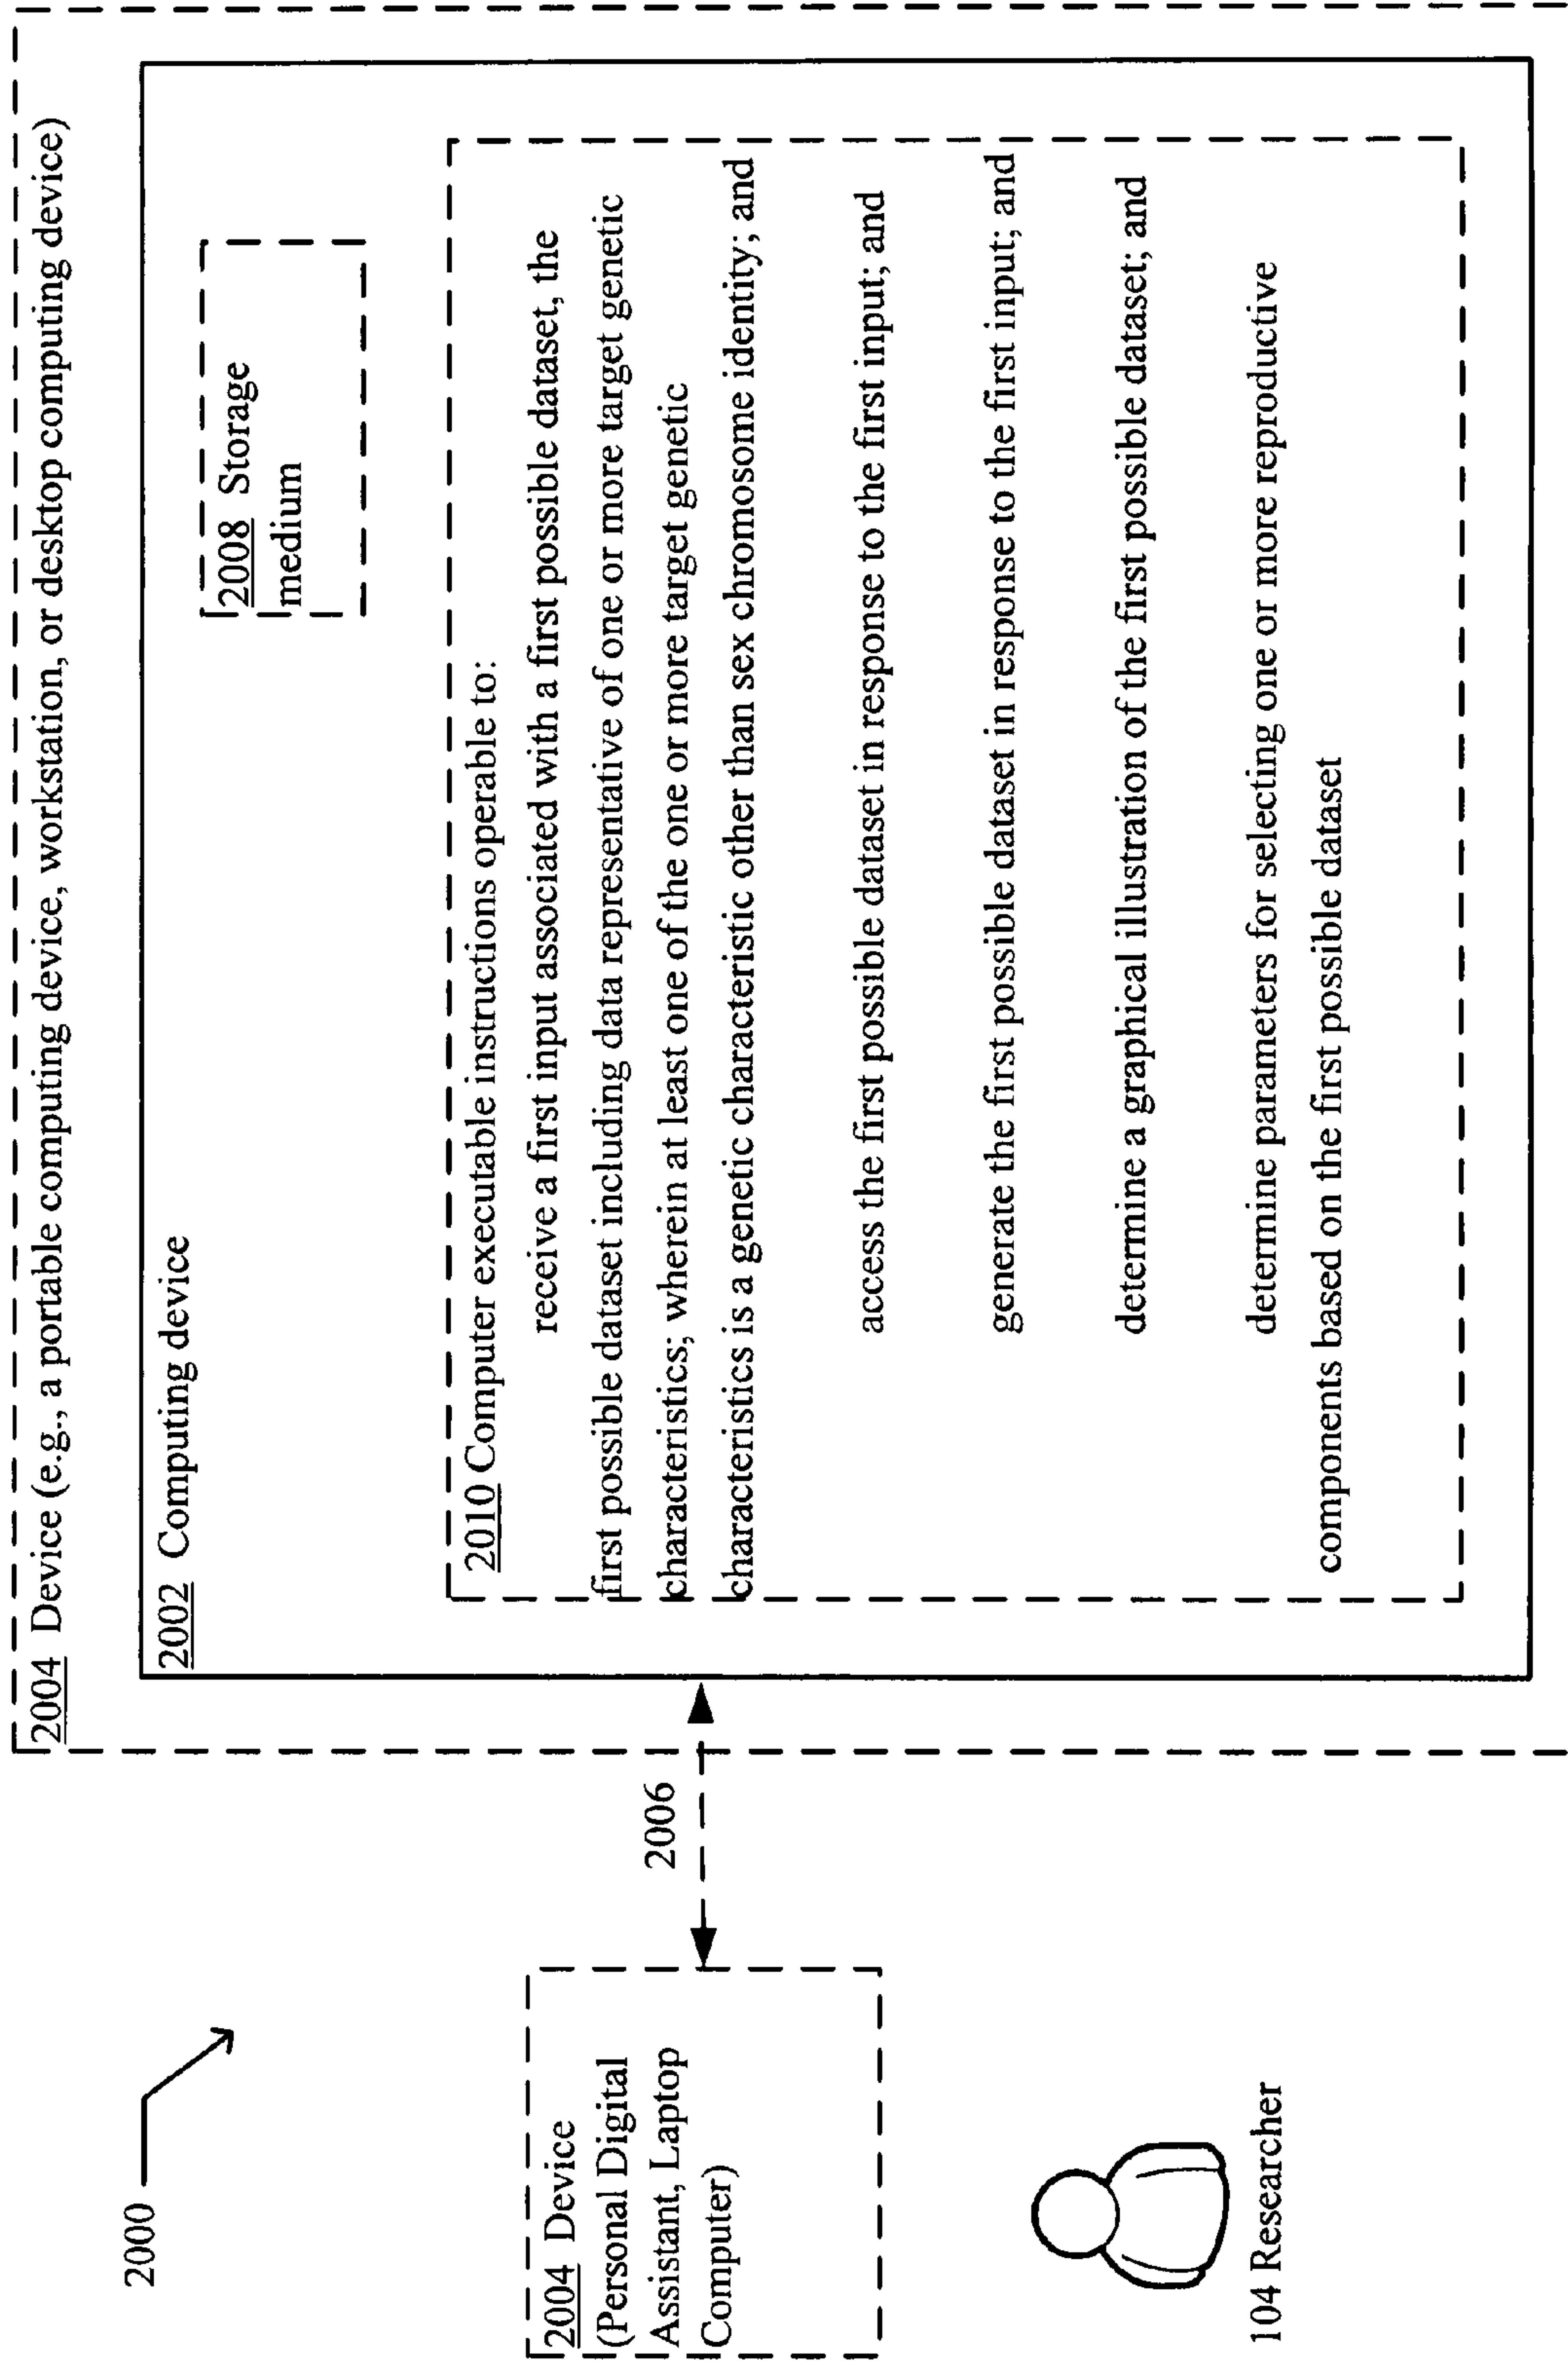 2000
2004 Device
(Personal Digital
Assistant, Laptop
Computer)
104 Researcher
2006
2004 Device (e.g., a portable computing device, workstation, or desktop computing device)
2002 Computing device
2008 Storage
medium
2010 Computer executable instructions operable to:
receive a first input associated with a first possible dataset, the
first possible dataset including data representative of one or more target genetic
characteristics; wherein at least one of the one or more target genetic
characteristics is a genetic characteristic other than sex chromosome identity; and
access the first possible dataset in response to the first input; and
generate the first possible dataset in response to the first input; and
determine a graphical illustration of the first possible dataset; and
determine parameters for selecting one or more reproductive
components based on the first possible dataset